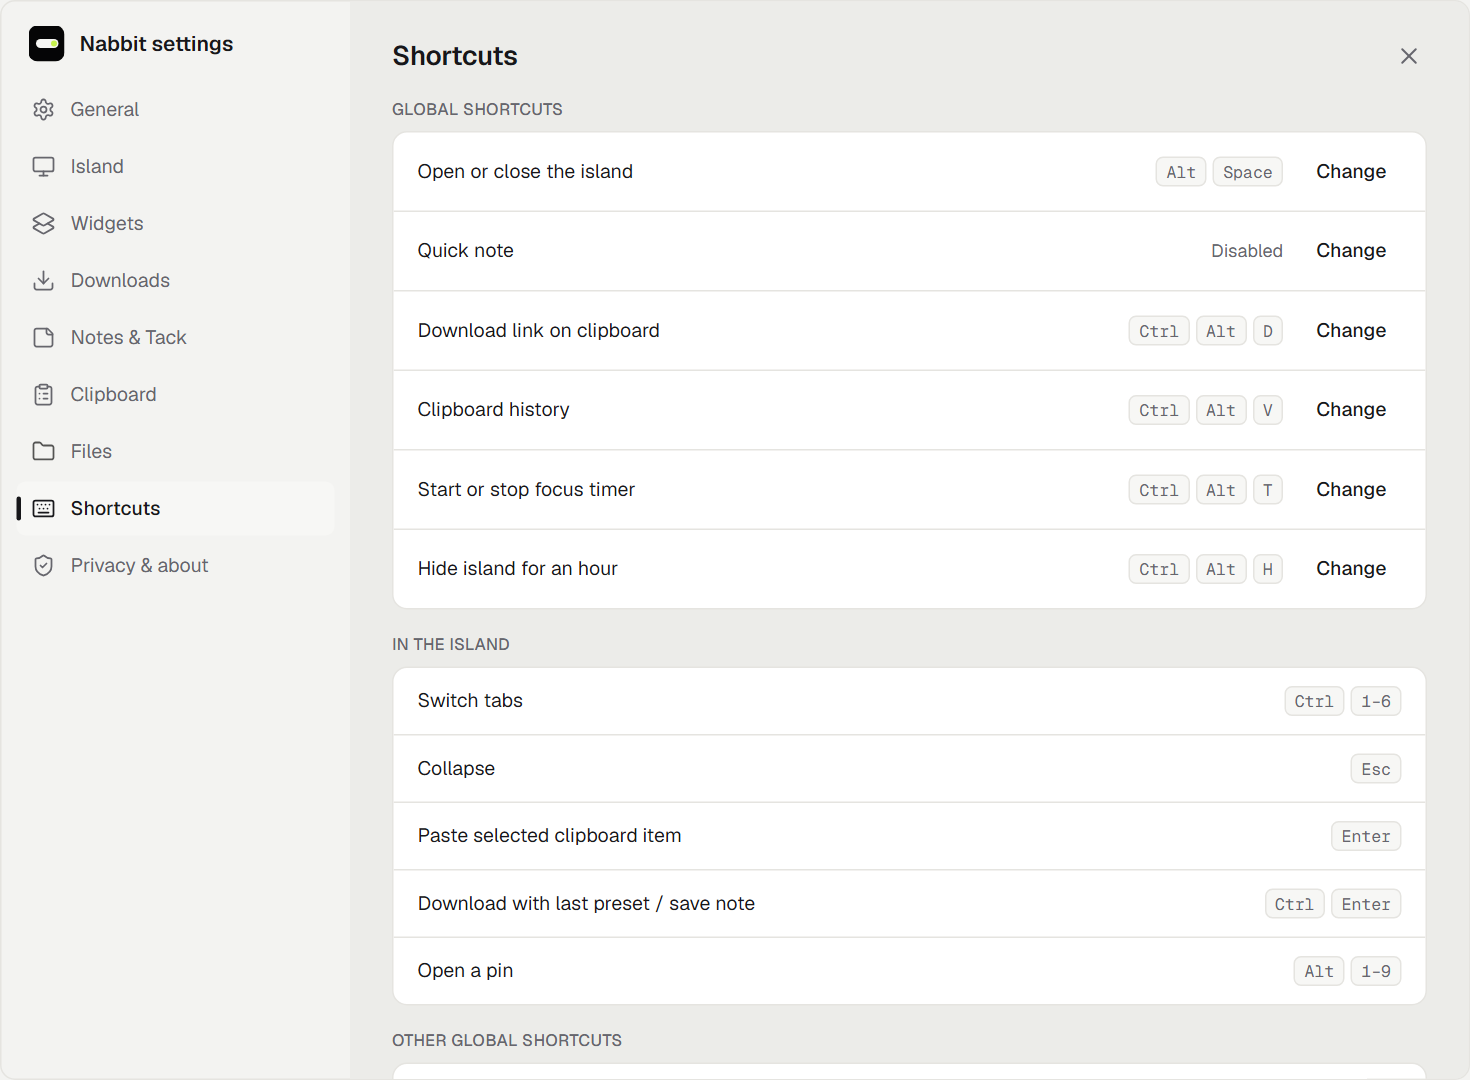 Nabbit settings
General
Island
Widgets
Downloads
Notes & Tack
Clipboard
Files
Shortcuts
Privacy & about
Shortcuts
GLOBAL SHORTCUTS
Open or close the island Alt Space Change
Quick note Disabled Change
Download link on clipboard Ctrl Alt D Change
Clipboard history Ctrl Alt V Change
Start or stop focus timer Ctrl Alt T Change
Hide island for an hour Ctrl Alt H Change
IN THE ISLAND
Switch tabs Ctrl 1–6
Collapse Esc
Paste selected clipboard item Enter
Download with last preset / save note Ctrl Enter
Open a pin Alt 1–9
OTHER GLOBAL SHORTCUTS